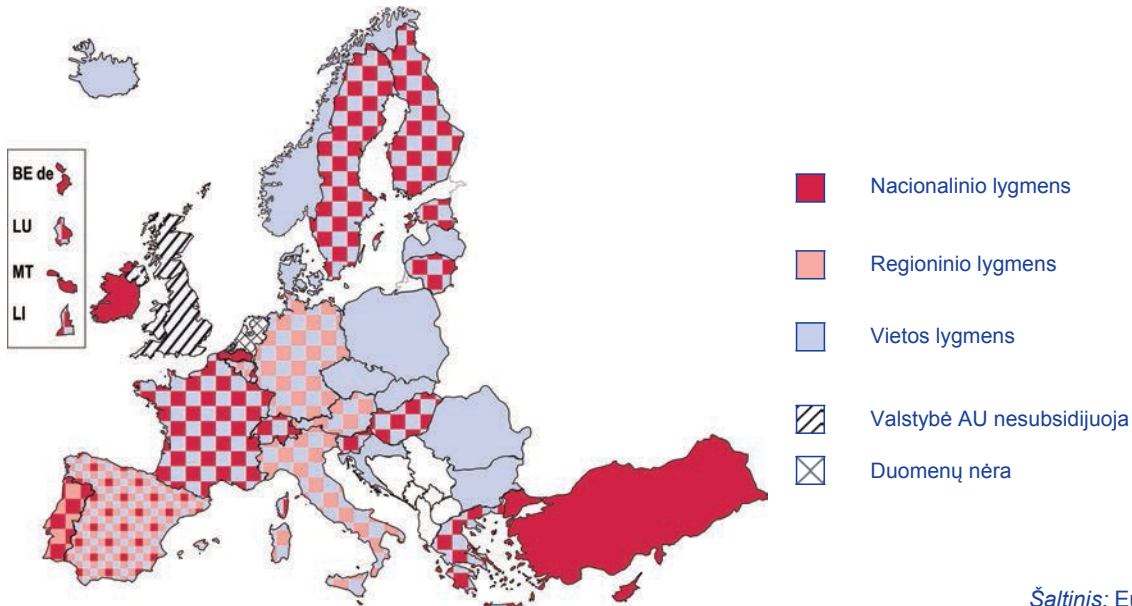 BE de
LU
MT
LI
Nacionalinio lygmens
Regioninio lygmens
Vietos lygmens
Valstybė AU nesubsidijuoja
Duomenų nėra
Šaltinis: